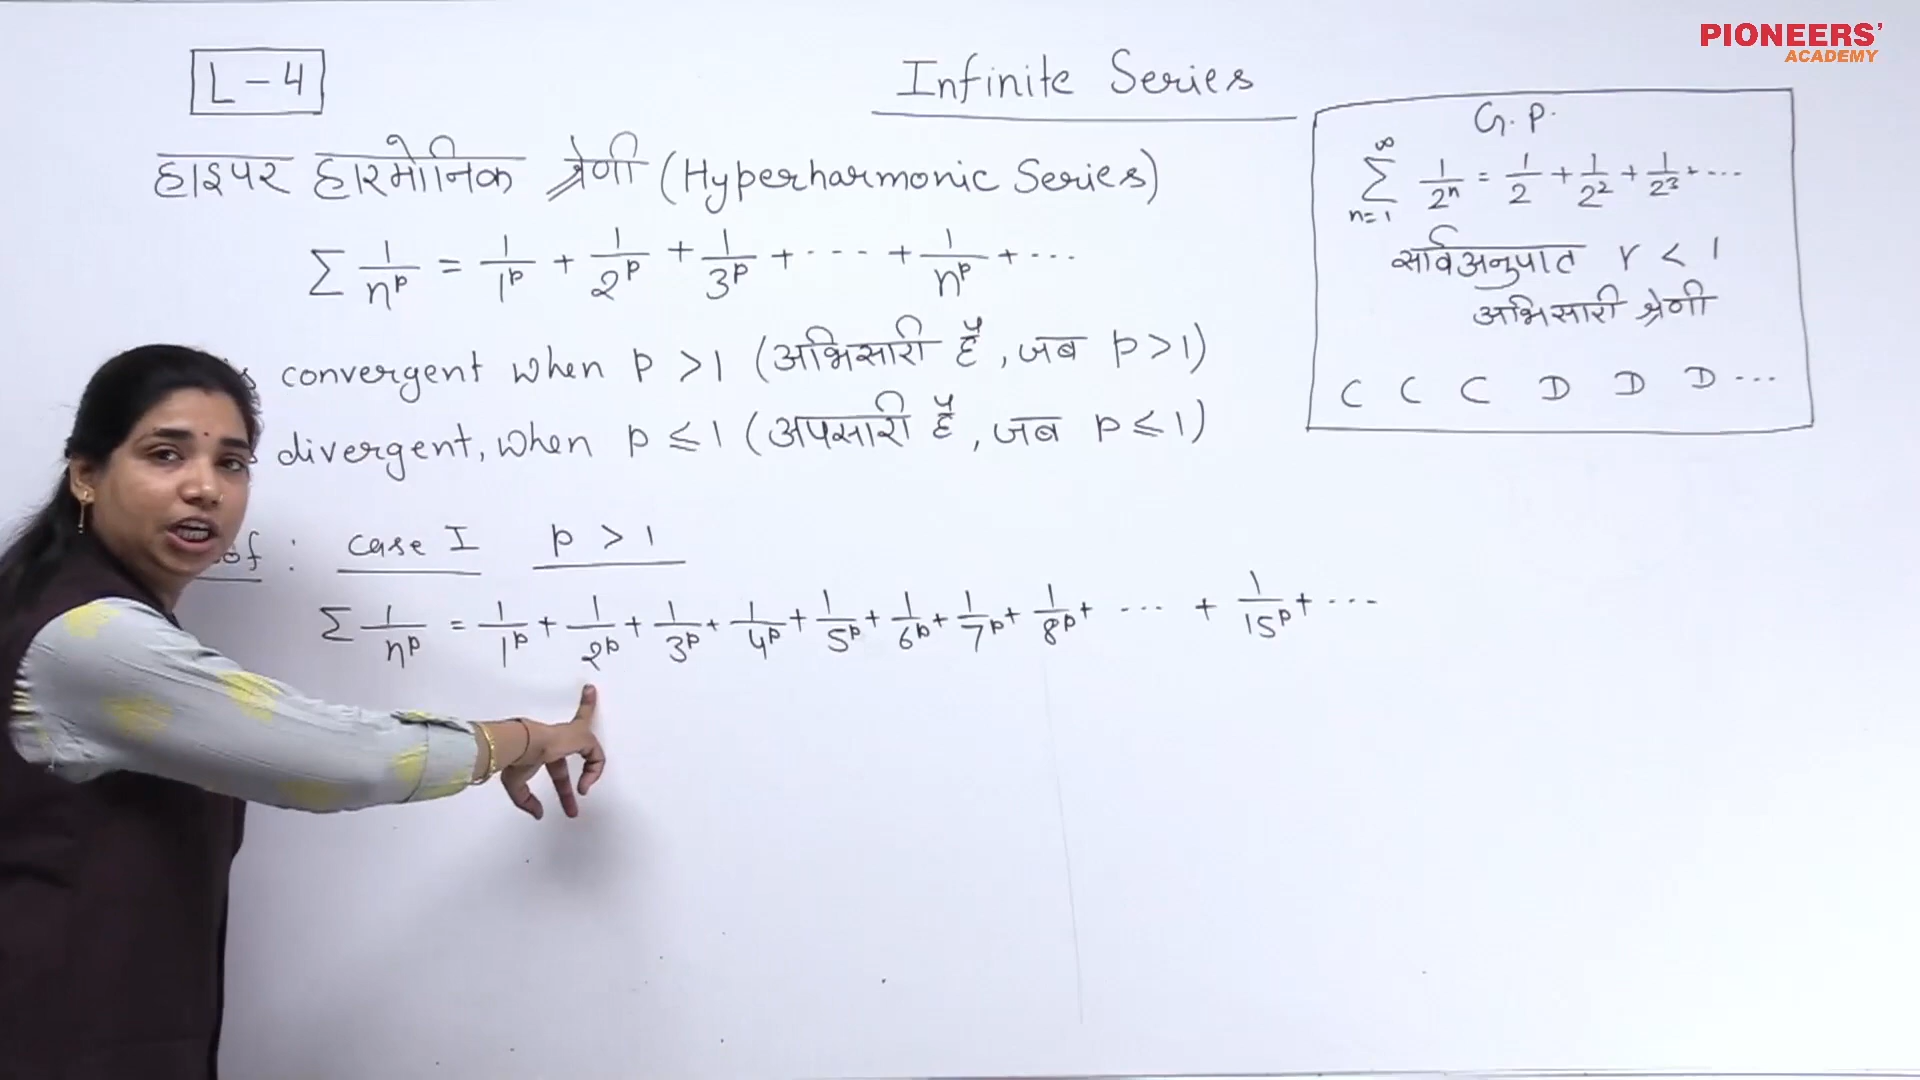 PIONEERS'
ACADEMY
L - 4
Infinite Series
हाइपर हारमोनिक श्रेणी (Hyperharmonic Series)
∑ 1/n^p = 1/1^p + 1/2^p + 1/3^p + ···· + 1/n^p + ···
convergent when p > 1 (अभिसारी है, जब p > 1)
divergent, when p ≤ 1 (अपसारी है, जब p ≤ 1)
: case I p > 1
∑ 1/n^p = 1/1^p + 1/2^p + 1/3^p + 1/4^p + 1/5^p + 1/6^p + 1/7^p + 1/8^p + ··· + 1/15^p + ···
G.P.
∑_{n=1}^{∞} 1/2^n = 1/2 + 1/2^2 + 1/2^3 + ···
सार्वअनुपात r < 1
अभिसारी श्रेणी
C C C D D D ···